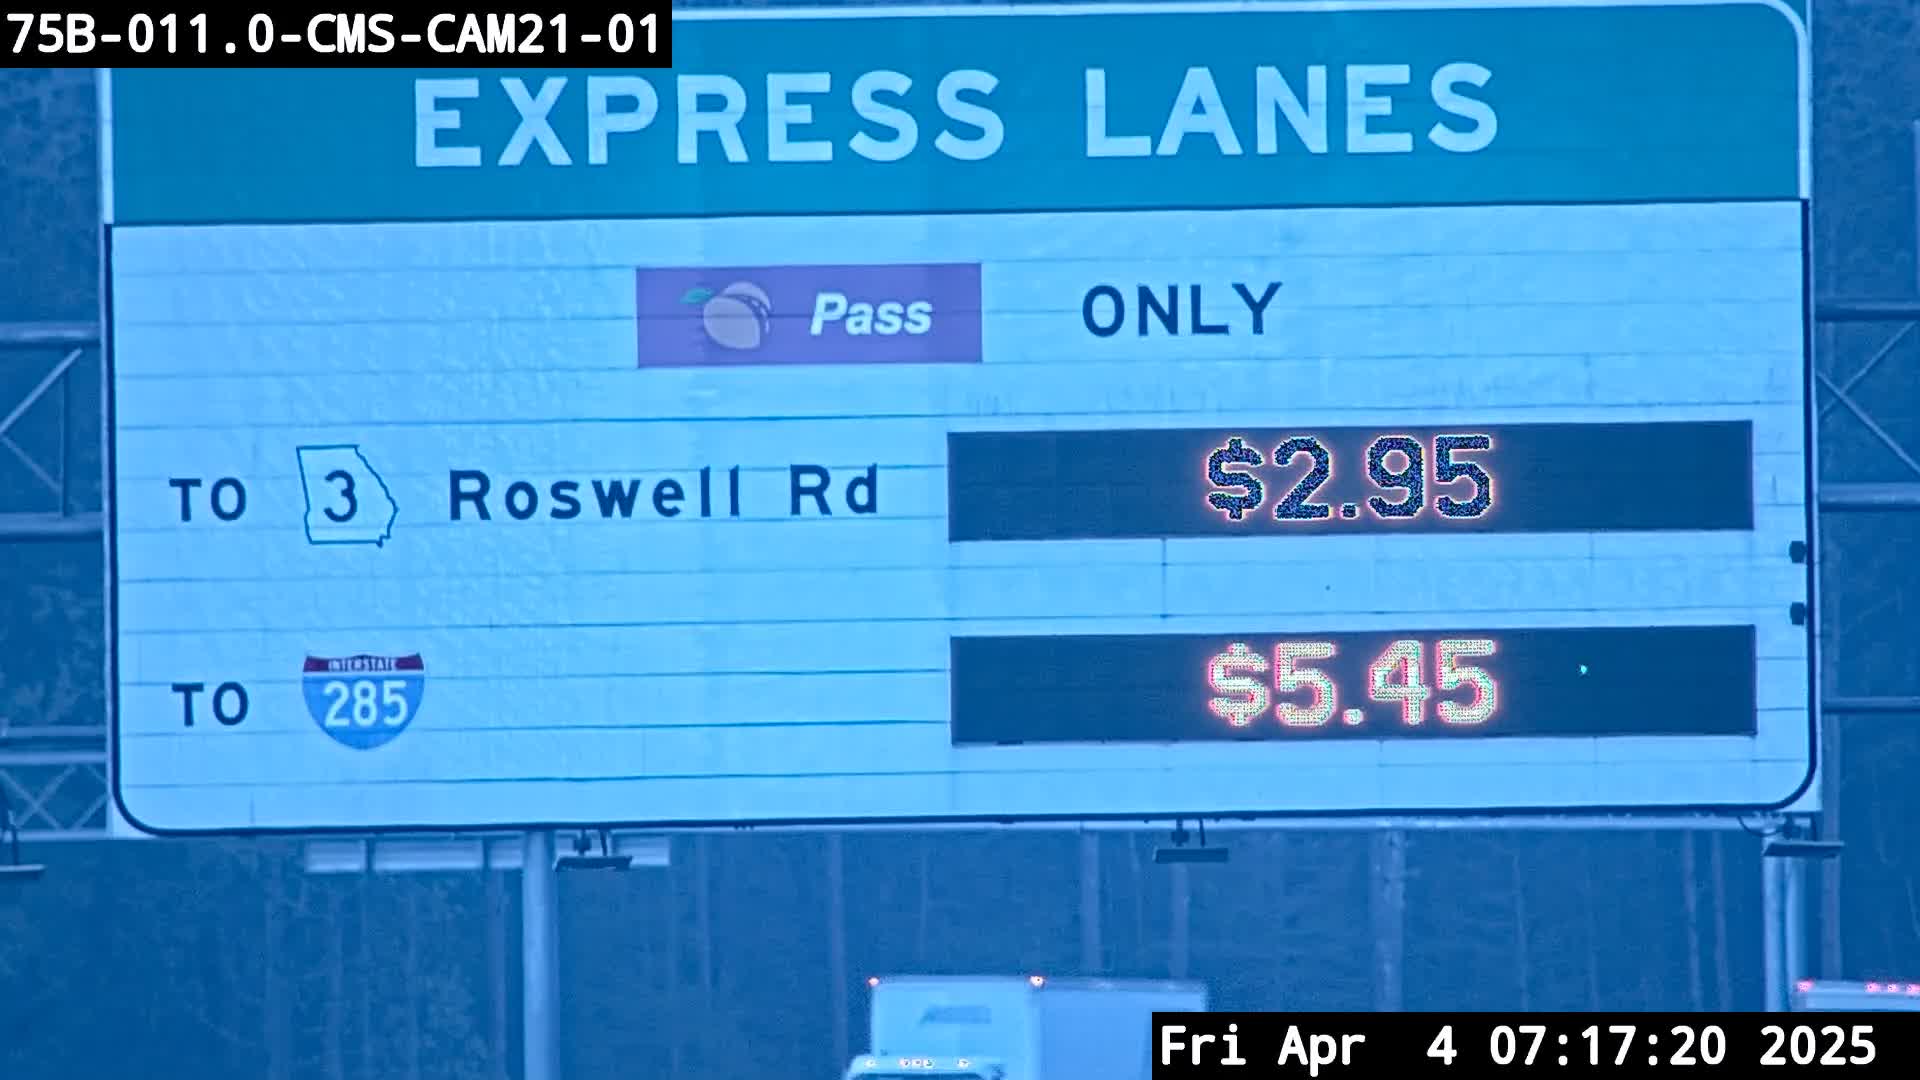 75B-011.0-CMS-CAM21-01
EXPRESS LANES
Pass ONLY
TO 3 Roswell Rd $2.95
TO INTERSTATE 285 $5.45
Fri Apr 4 07:17:20 2025